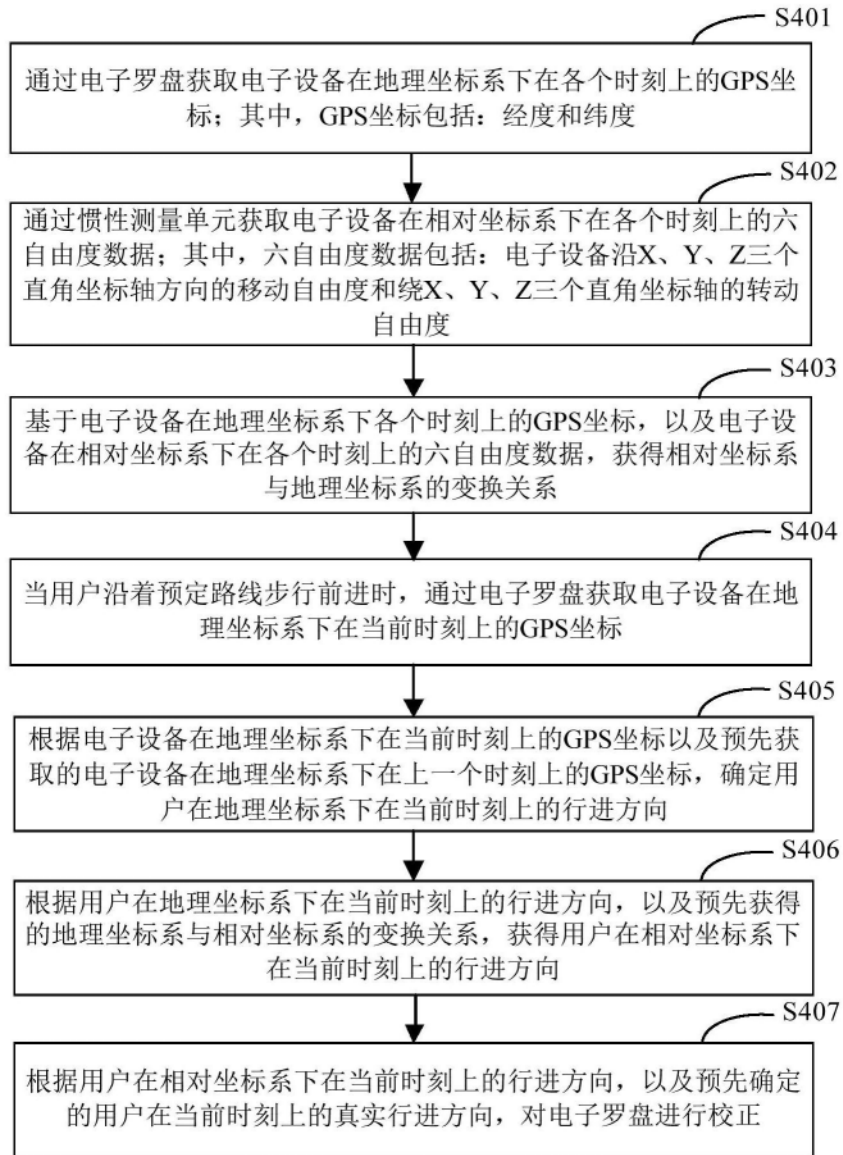 S401
通过电子罗盘获取电子设备在地理坐标系下在各个时刻上的GPS坐
标；其中，GPS坐标包括：经度和纬度
S402
通过惯性测量单元获取电子设备在相对坐标系下在各个时刻上的六
自由度数据；其中，六自由度数据包括：电子设备沿X、Y、Z三个
直角坐标轴方向的移动自由度和绕X、Y、Z三个直角坐标轴的转动
自由度
S403
基于电子设备在地理坐标系下各个时刻上的GPS坐标，以及电子设
备在相对坐标系下在各个时刻上的六自由度数据，获得相对坐标系
与地理坐标系的变换关系
S404
当用户沿着预定路线步行前进时，通过电子罗盘获取电子设备在地
理坐标系下在当前时刻上的GPS坐标
S405
根据电子设备在地理坐标系下在当前时刻上的GPS坐标以及预先获
取的电子设备在地理坐标系下在上一个时刻上的GPS坐标，确定用
户在地理坐标系下在当前时刻上的行进方向
S406
根据用户在地理坐标系下在当前时刻上的行进方向，以及预先获得
的地理坐标系与相对坐标系的变换关系，获得用户在相对坐标系下
在当前时刻上的行进方向
S407
根据用户在相对坐标系下在当前时刻上的行进方向，以及预先确定
的用户在当前时刻上的真实行进方向，对电子罗盘进行校正